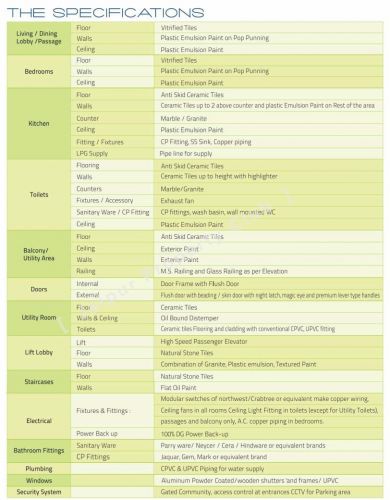 THE SPECIFICATIONS
Living / Dining Lobby /Passage
Floor Vitrified Tiles
Walls Plastic Emulsion Paint on Pop Punning
Ceiling Plastic Emulsion Paint
Bedrooms
Floor Vitrified Tiles
Walls Plastic Emulsion Paint on Pop Punning
Ceiling Plastic Emulsion Paint
Kitchen
Floor Anti Skid Ceramic Tiles
Walls Ceramic Tiles up to 2 above counter and plastic Emulsion Paint on Rest of the area
Counter Marble / Granite
Ceiling Plastic Emulsion Paint
Fitting / Fixtures CP Fitting, SS Sink, Copper piping
LPG Supply Pipe line for supply
Toilets
Flooring Anti Skid Ceramic Tiles
Walls Ceramic Tiles up to height with highlighter
Counters Marble/Granite
Fixtures / Accessory Exhaust fan
Sanitary Ware / CP Fitting CP fittings, wash basin, wall mounted WC
Ceiling Plastic Emulsion Paint
Balcony/ Utility Area
Floor Anti Skid Ceramic Tiles
Ceiling Exterior Paint
Walls Exterior Paint
Railing M.S. Railing and Glass Railing as per Elevation
Doors
Internal Door Frame with Flush Door
External Flush door with beading / skin door with night latch, magic eye and premium lever type handles
Utility Room
Floor Ceramic Tiles
Walls & Ceiling Oil Bound Distemper
Toilets Ceramic tiles Flooring and cladding with conventional CPVC, UPVC fitting
Lift Lobby
Lift High Speed Passenger Elevator
Floor Natural Stone Tiles
Walls Combination of Granite, Plastic emulsion, Textured Paint
Staircases
Floor Natural Stone Tiles
Walls Flat Oil Paint
Electrical
Fixtures & Fittings :
Modular switches of northwest/Crabtree or equivalent make copper wiring,
Ceiling fans in all rooms Ceiling Light Fitting in toilets (except for Utility Toilets),
passages and balcony only, A.C. copper piping in bedrooms.
Power Back up 100% DG Power Back-up
Bathroom Fittings
Sanitary Ware Parry ware/ Neycer / Cera / Hindware or equivalent brands
CP Fittings Jaquar, Gem, Mark or equivalent brand
Plumbing CPVC & UPVC Piping for water supply
Windows Aluminum Powder Coated/wooden shutters 'and frames/ UPVC
Security System Gated Community, access control at entrances CCTV for Parking area